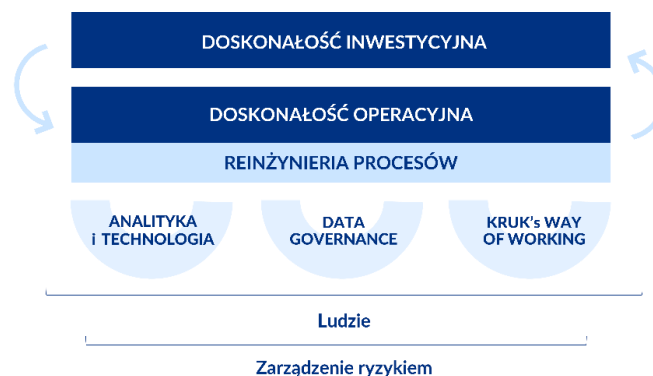 DOSKONAŁOŚĆ INWESTYCYJNA
DOSKONAŁOŚĆ OPERACYJNA
REINŻYNIERIA PROCESÓW
ANALITYKA
i TECHNOLOGIA
DATA
GOVERNANCE
KRUK's WAY
OF WORKING
Ludzie
Zarządzenie ryzykiem